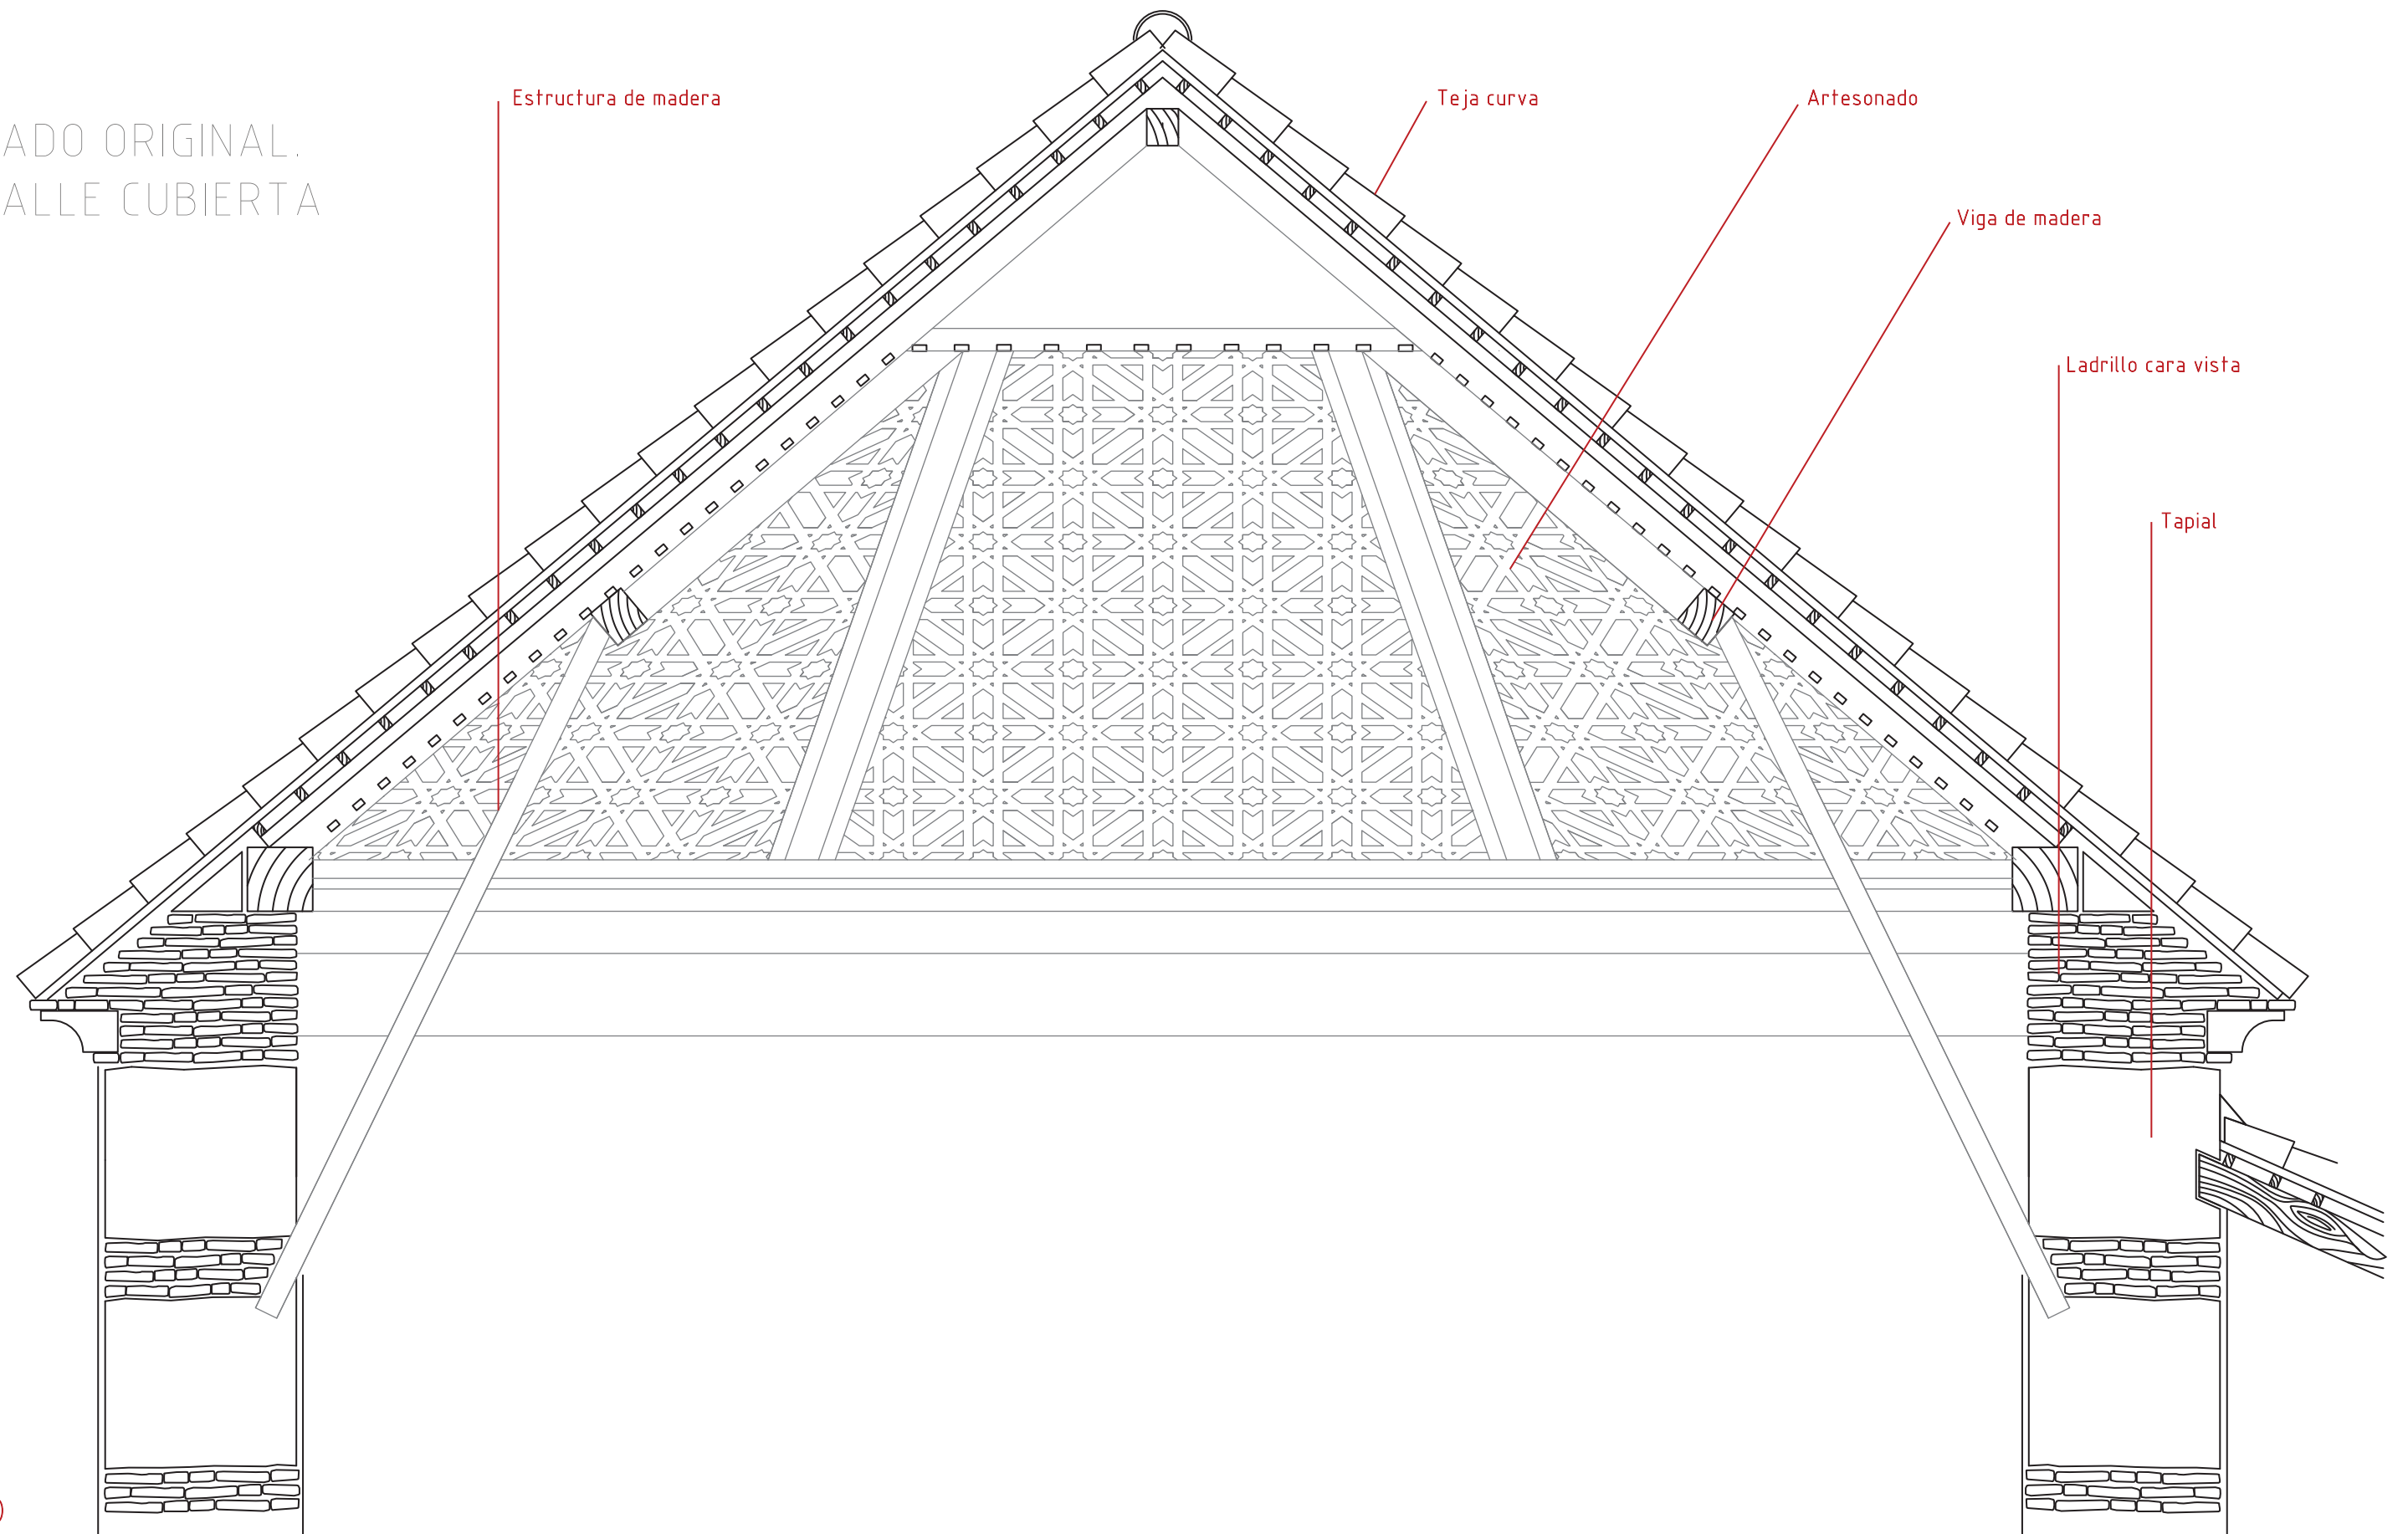 Estructura de madera
Teja curva
Artesonado
ADO ORIGINAL.
ALLE CUBIERTA
Viga de madera
Ladrillo cara vista
Tapial